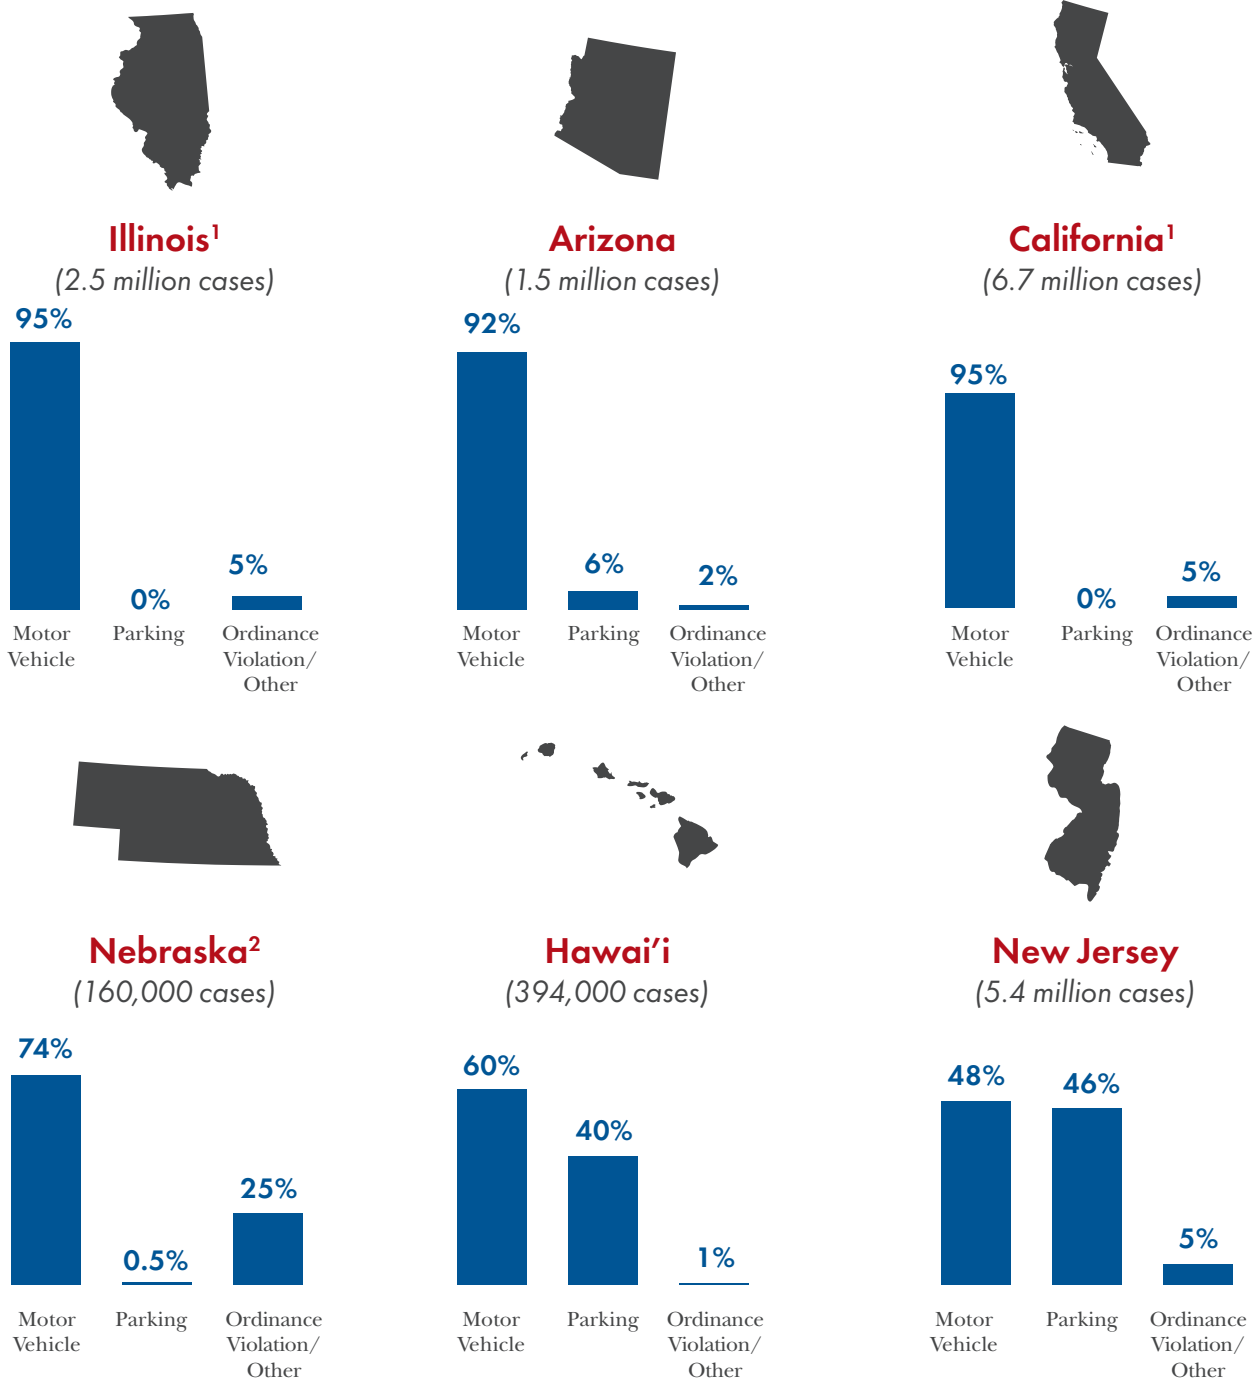 Illinois¹
(2.5 million cases)
95%
0%
5%
Motor
Vehicle
Parking
Ordinance
Violation/
Other
Arizona
(1.5 million cases)
92%
6%
2%
Motor
Vehicle
Parking
Ordinance
Violation/
Other
California¹
(6.7 million cases)
95%
0%
5%
Motor
Vehicle
Parking
Ordinance
Violation/
Other
Nebraska²
(160,000 cases)
74%
0.5%
25%
Motor
Vehicle
Parking
Ordinance
Violation/
Other
Hawai’i
(394,000 cases)
60%
40%
1%
Motor
Vehicle
Parking
Ordinance
Violation/
Other
New Jersey
(5.4 million cases)
48%
46%
5%
Motor
Vehicle
Parking
Ordinance
Violation/
Other